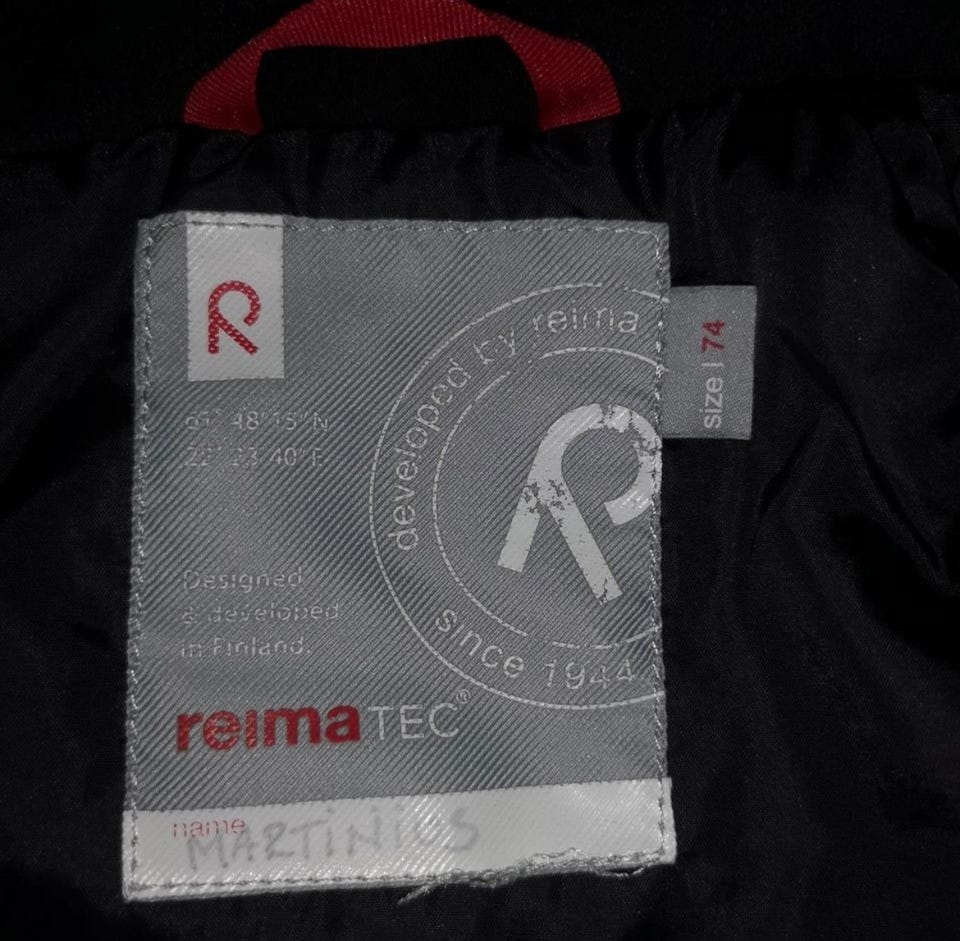 R
developed by reima
since 1944
size | 74
61° 48'15"N
22° 23'40"E
Designed
& developed
in Finland.
reimaTEC®
name
MARTINIUS